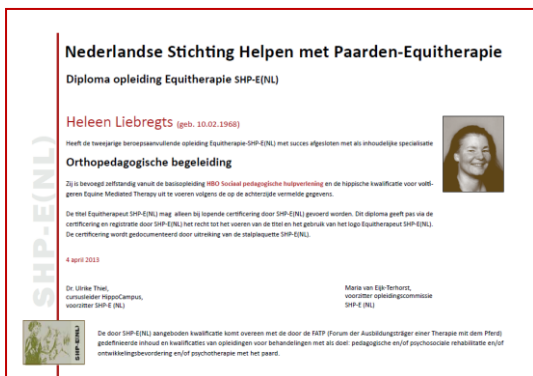 Nederlandse Stichting Helpen met Paarden-Equitherapie
Diploma opleiding Equitherapie SHP-E(NL)
Heleen Liebregts (geb. 10.02.1968)
Heeft de tweejarige beroepsaanvullende opleiding Equitherapie-SHP-E(NL) met succes afgesloten met als inhoudelijke specialisatie
Orthopedagogische begeleiding
Zij is bevoegd zelfstandig vanuit de basisopleiding HBO Sociaal pedagogische hulpverlening en de hippische kwalificatie voor voltigeren Equine Mediated Therapy uit te voeren volgens de op de achterzijde vermelde gegevens.
De titel Equitherapeut SHP-E(NL) mag alleen bij lopende certificering door SHP-E(NL) gevoerd worden. Dit diploma geeft pas via de
certificering en registratie door SHP-E(NL) het recht tot het voeren van de titel en het gebruik van het logo Equitherapeut SHP-E(NL).
De certificering wordt gedocumenteerd door uitreiking van de stalplaquette SHP-E(NL).
4 april 2013
Dr. Ulrike Thiel,
cursusleider HippoCampus,
voorzitter SHP-E (NL)
Maria van Eijk-Terhorst,
voorzitter opleidingscommissie
SHP-E (NL)
De door SHP-E(NL) aangeboden kwalificatie komt overeen met de door de FATP (Forum der Ausbildungsträger einer Therapie mit dem Pferd)
gedefinieerde inhoud en kwalificaties van opleidingen voor behandelingen met als doel: pedagogische en/of psychosociale rehabilitatie en/of
ontwikkelingsbevordering en/of psychotherapie met het paard.
SHP-E(NL)
SHP-E(NL)